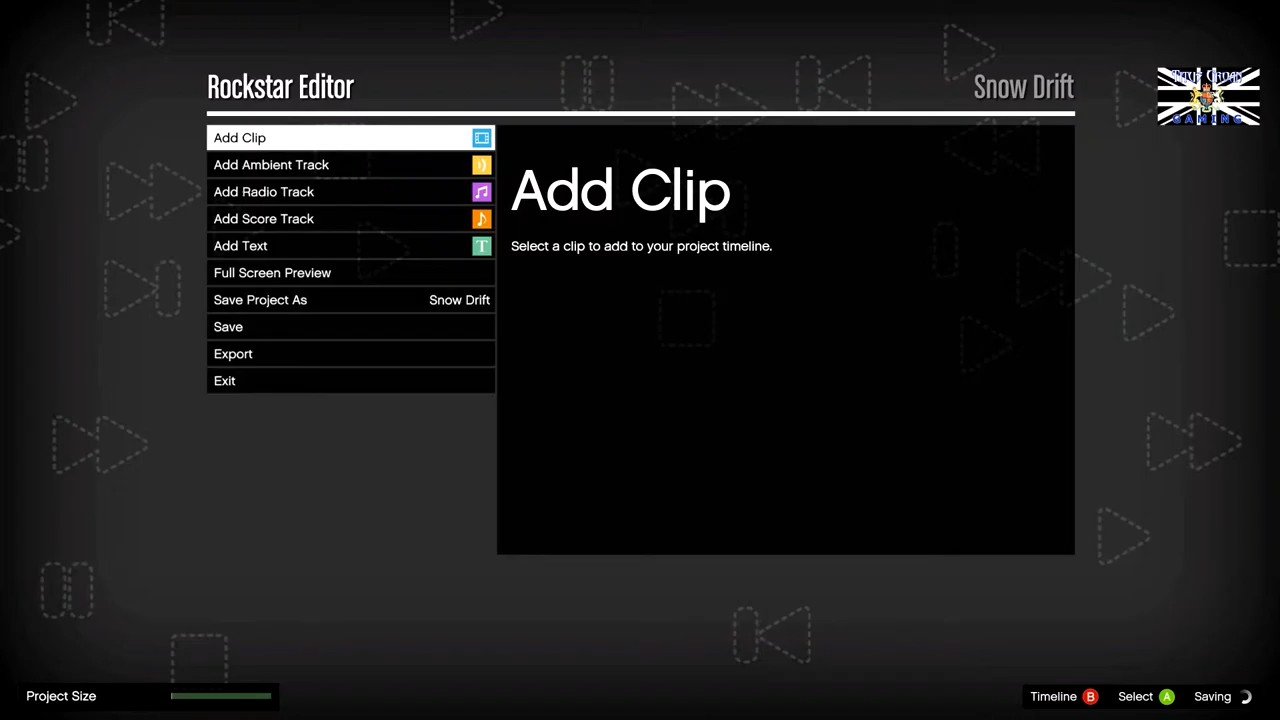 Rockstar Editor
Snow Drift
Add Clip
Add Ambient Track
Add Radio Track
Add Score Track
Add Text
T
Full Screen Preview
Save Project As Snow Drift
Save
Export
Exit
Add Clip
Select a clip to add to your project timeline.
GAMING
Project Size
Timeline B Select A Saving